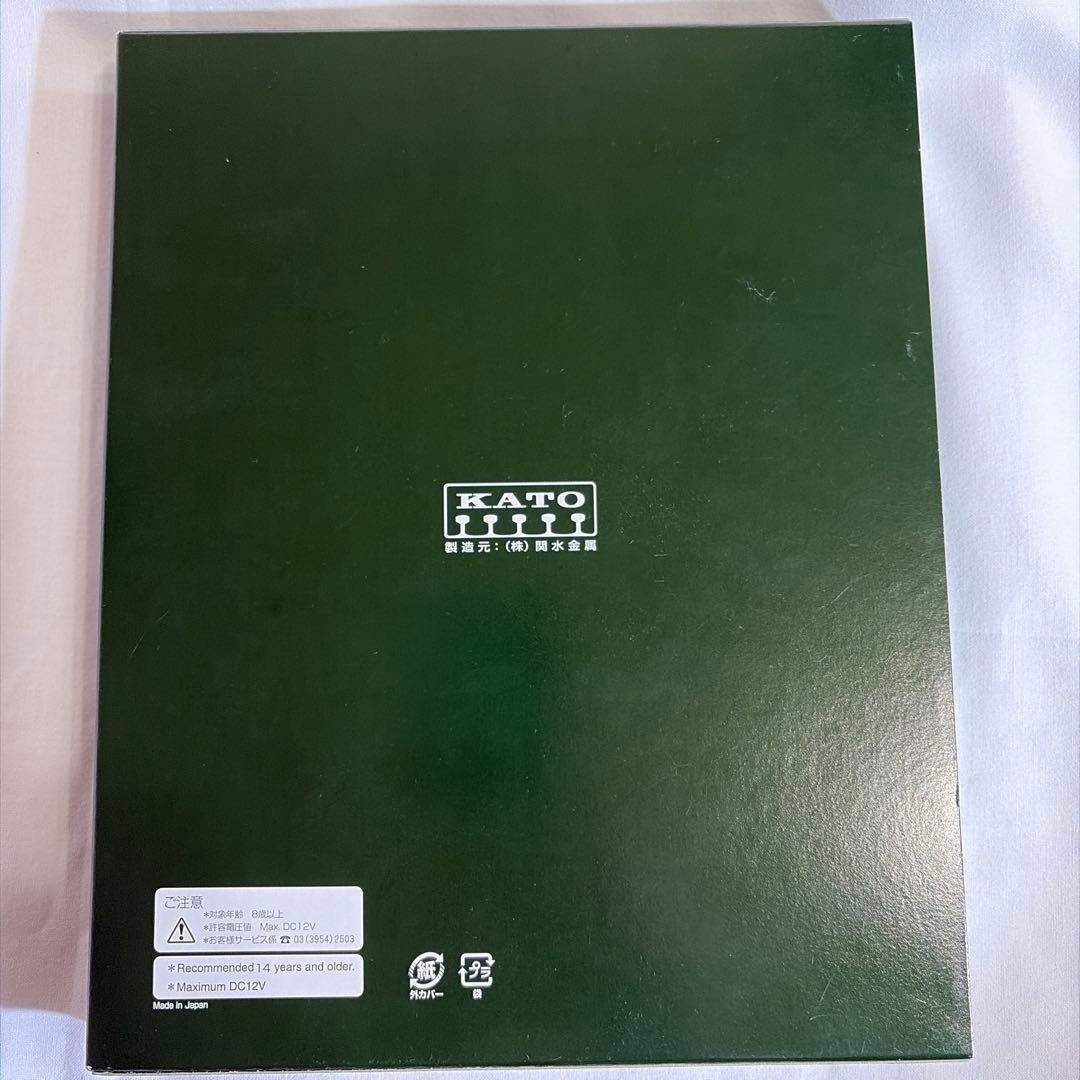 KATO
製造元：(株)関水金属
ご注意
*対象年齢 8歳以上
*許容電圧値 Max. DC12V
*お客様サービス係 ☎ 03(3954)2503
*Recommended 14 years and older.
*Maximum DC12V
Made in Japan
紙
外カバー
プラ
袋